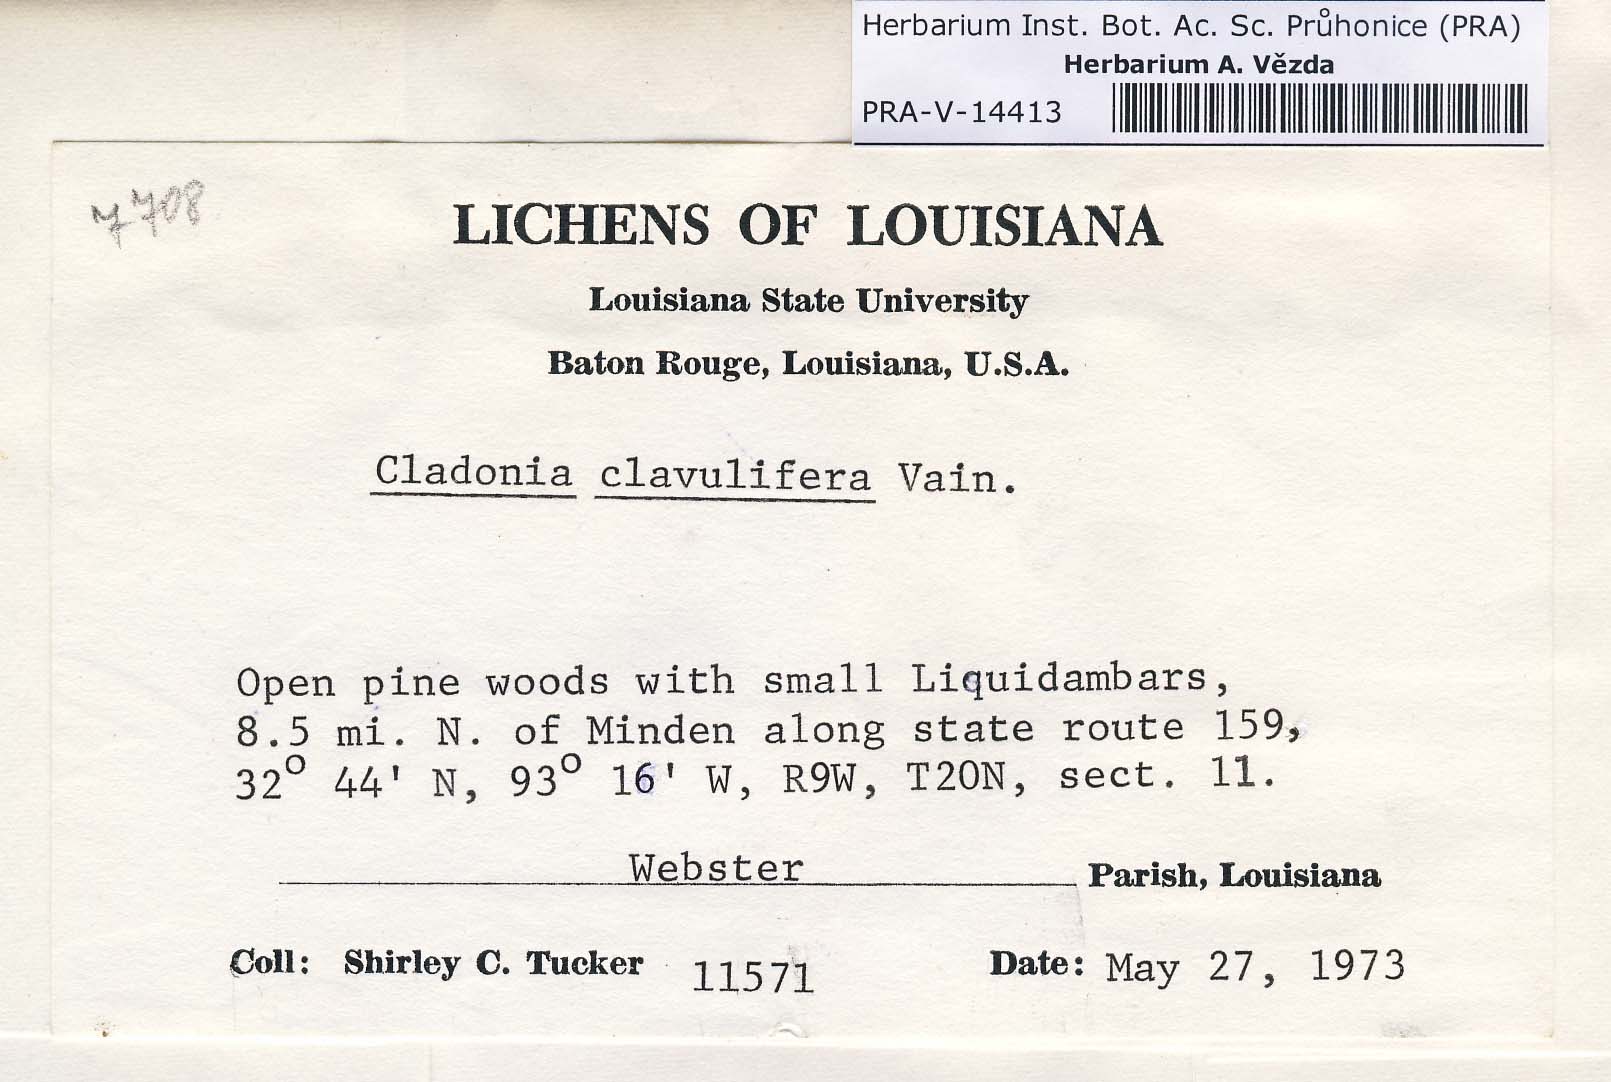 Herbarium Inst. Bot. Ac. Sc. Průhonice (PRA)
Herbarium A. Vězda
PRA-V-14413
7708
LICHENS OF LOUISIANA
Louisiana State University
Baton Rouge, Louisiana, U.S.A.
Cladonia clavulifera Vain.
Open pine woods with small Liquidambars,
8.5 mi. N. of Minden along state route 159,
32° 44' N, 93° 16' W, R9W, T20N, sect. 11.
Webster Parish, Louisiana
Coll: Shirley C. Tucker 11571 Date: May 27, 1973